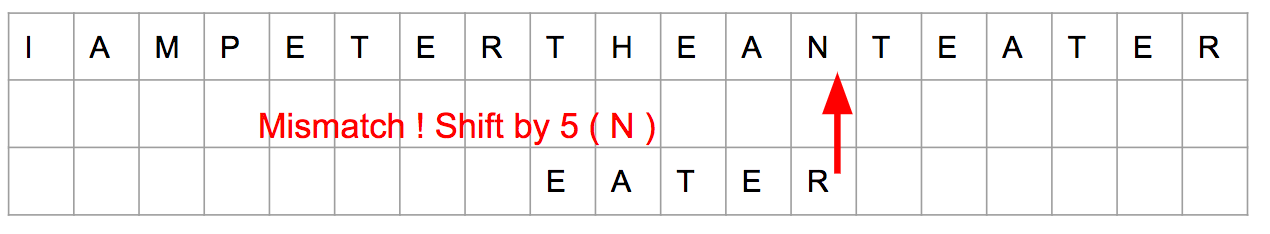 I A M P E T E R T H E A N T E A T E R
Mismatch ! Shift by 5 ( N )
E A T E R